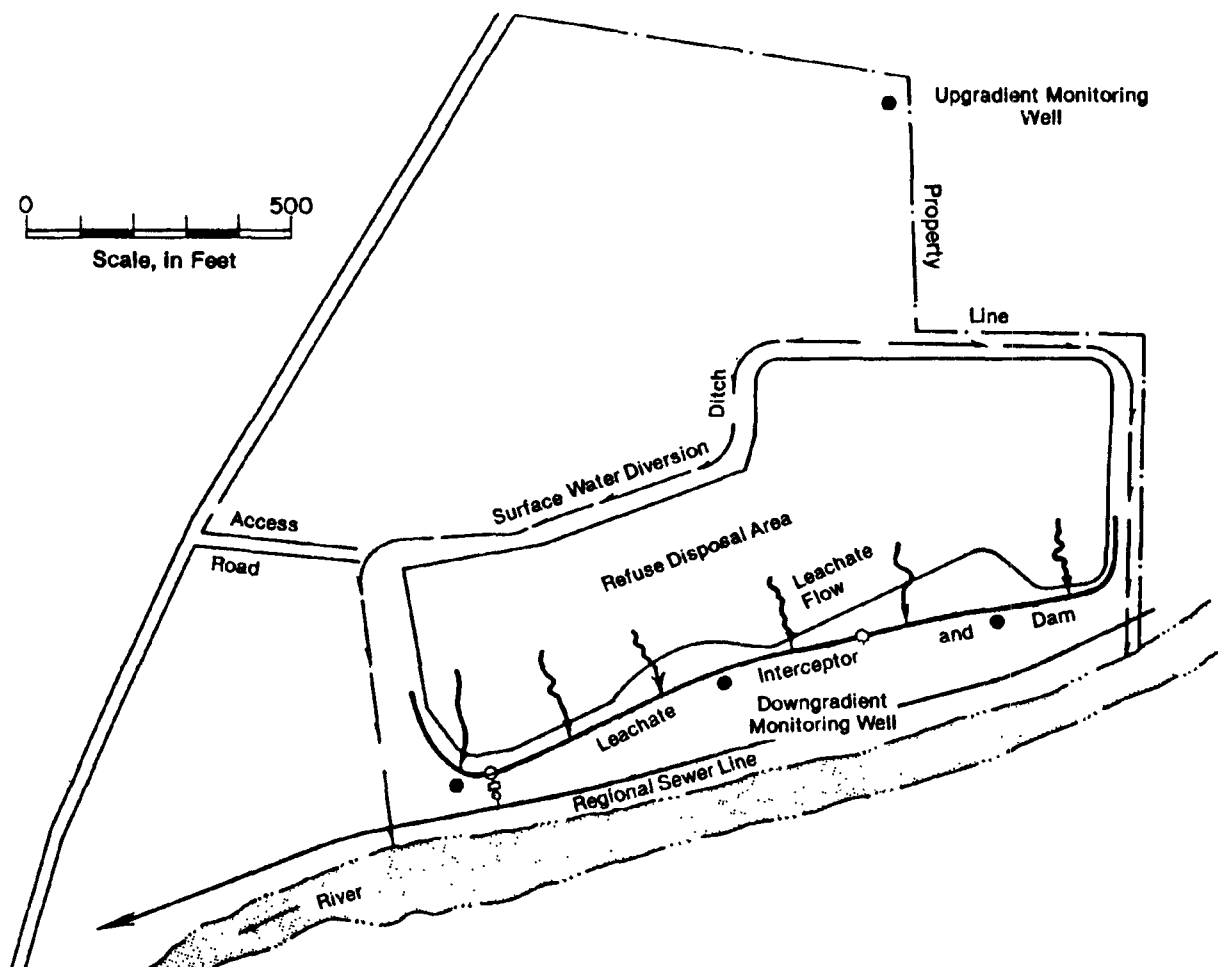 Upgradient Monitoring
Well
0 500
Scale, in Feet
Property
Line
Ditch
Surface Water Diversion
Access
Road
Refuse Disposal Area
Leachate
Flow
Leachate Interceptor and Dam
Downgradient
Monitoring Well
Regional Sewer Line
River